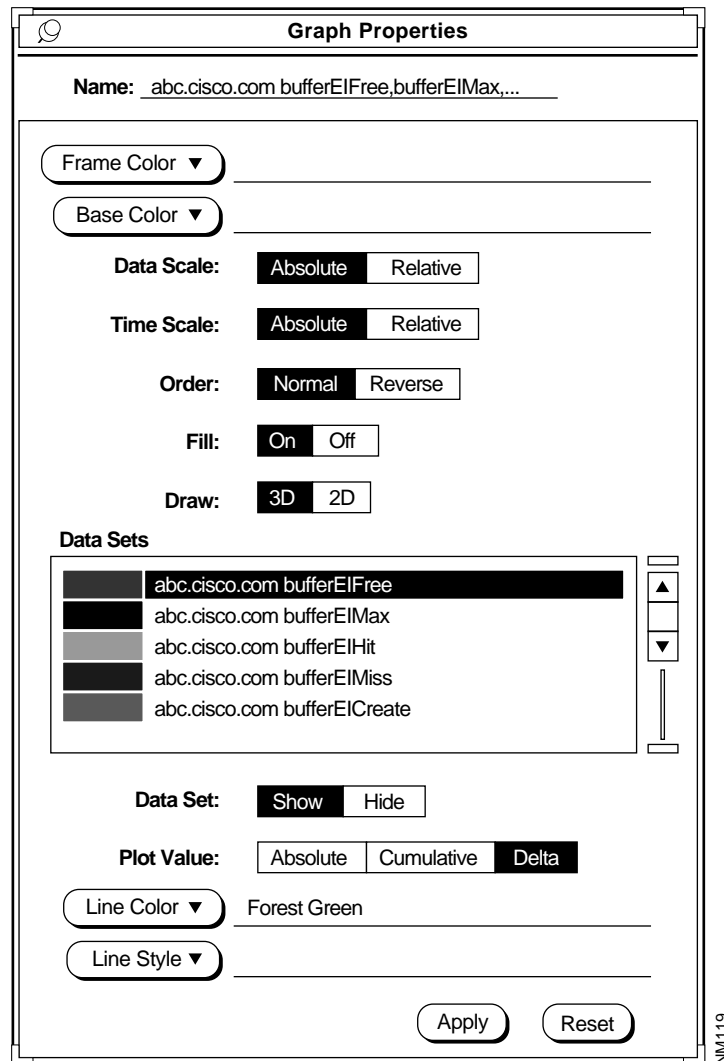 Graph Properties
Name: abc.cisco.com bufferElFree,bufferElMax,...
Frame Color ▼
Base Color ▼
Data Scale: Absolute Relative
Time Scale: Absolute Relative
Order: Normal Reverse
Fill: On Off
Draw: 3D 2D
Data Sets
abc.cisco.com bufferElFree
abc.cisco.com bufferElMax
abc.cisco.com bufferElHit
abc.cisco.com bufferElMiss
abc.cisco.com bufferElCreate
Data Set: Show Hide
Plot Value: Absolute Cumulative Delta
Line Color ▼ Forest Green
Line Style ▼
Apply Reset